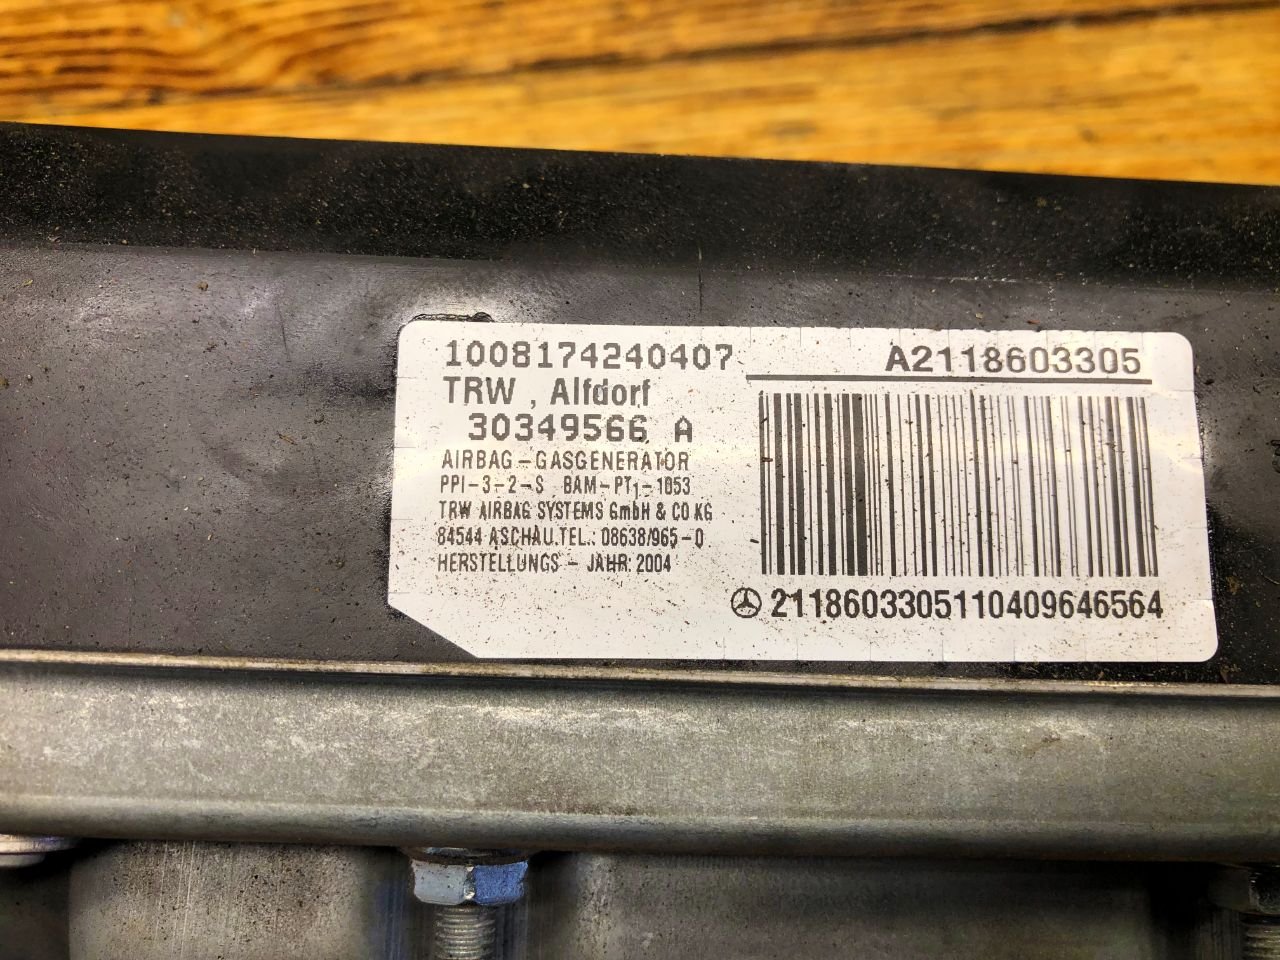 1008174240407
A2118603305
TRW , Alfdorf
30349566 A
AIRBAG-GASGENERATOR
PPI-3-2-S BAM-PT1-1053
TRW AIRBAG SYSTEMS GmbH & CO KG
84544 ASCHAU.TEL.: 08638/965-0
HERSTELLUNGS - JAHR: 2004
2118603305110409646564